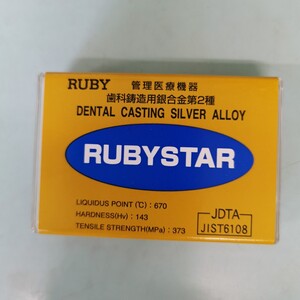 RUBY
管理医療機器
歯科鋳造用銀合金第2種
DENTAL CASTING SILVER ALLOY
RUBYSTAR
LIQUIDUS POINT (℃) : 670
HARDNESS(Hv) : 143
TENSILE STRENGTH(MPa) : 373
JDTA
JIST6108